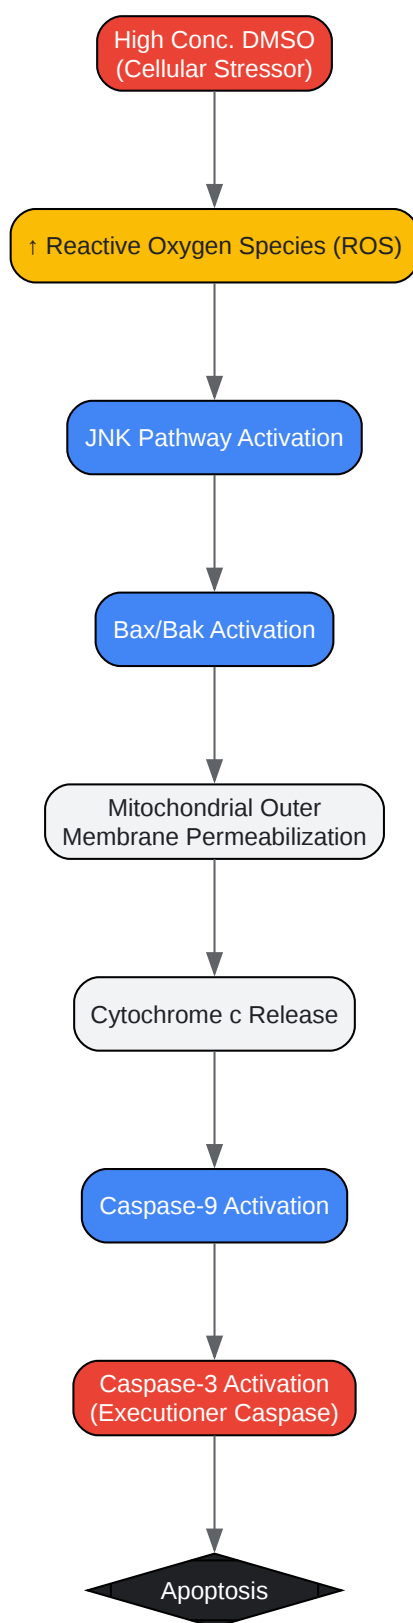 High Conc. DMSO
(Cellular Stressor)
↑ Reactive Oxygen Species (ROS)
JNK Pathway Activation
Bax/Bak Activation
Mitochondrial Outer
Membrane Permeabilization
Cytochrome c Release
Caspase-9 Activation
Caspase-3 Activation
(Executioner Caspase)
Apoptosis